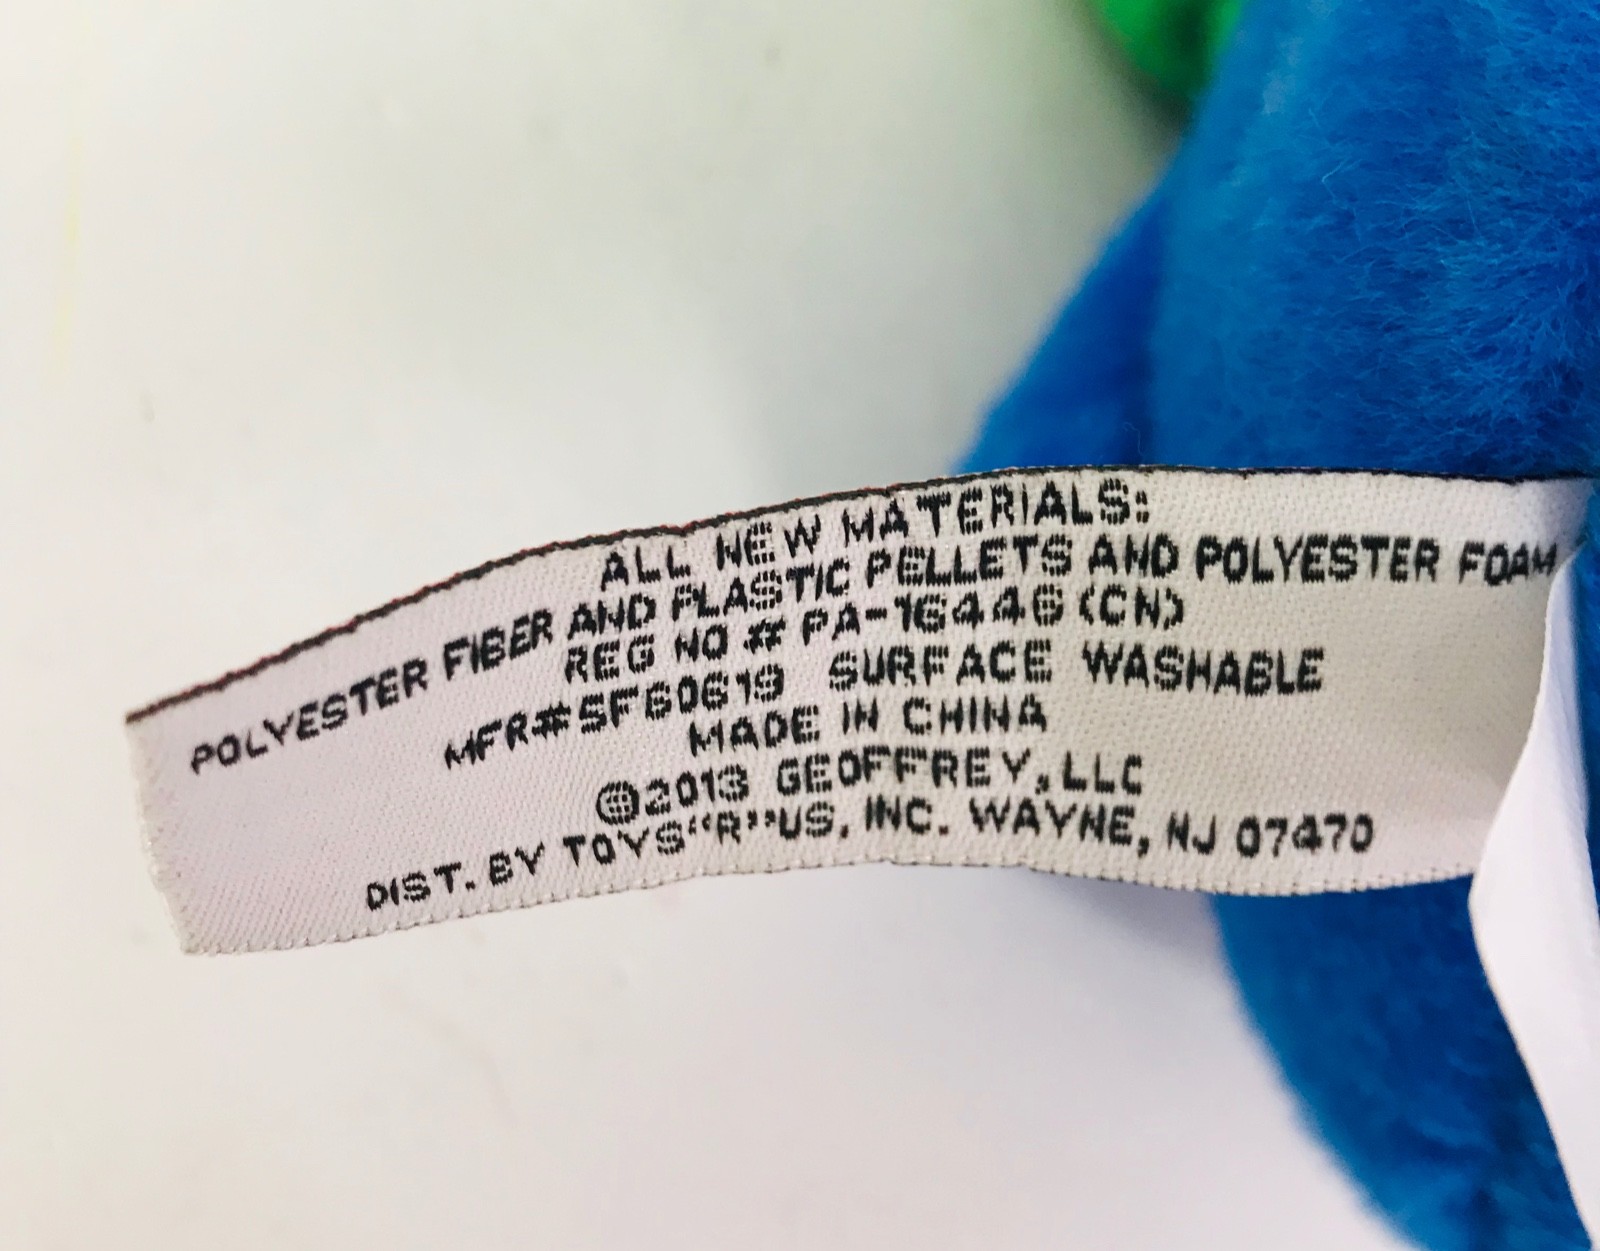 ALL NEW MATERIALS:
POLYESTER FIBER AND PLASTIC PELLETS AND POLYESTER FOAM
REG NO # PA-16446 (CN)
MFR#SF60619 SURFACE WASHABLE
MADE IN CHINA
©2013 GEOFFREY, LLC
DIST. BY TOYS“R”US, INC. WAYNE, NJ 07470